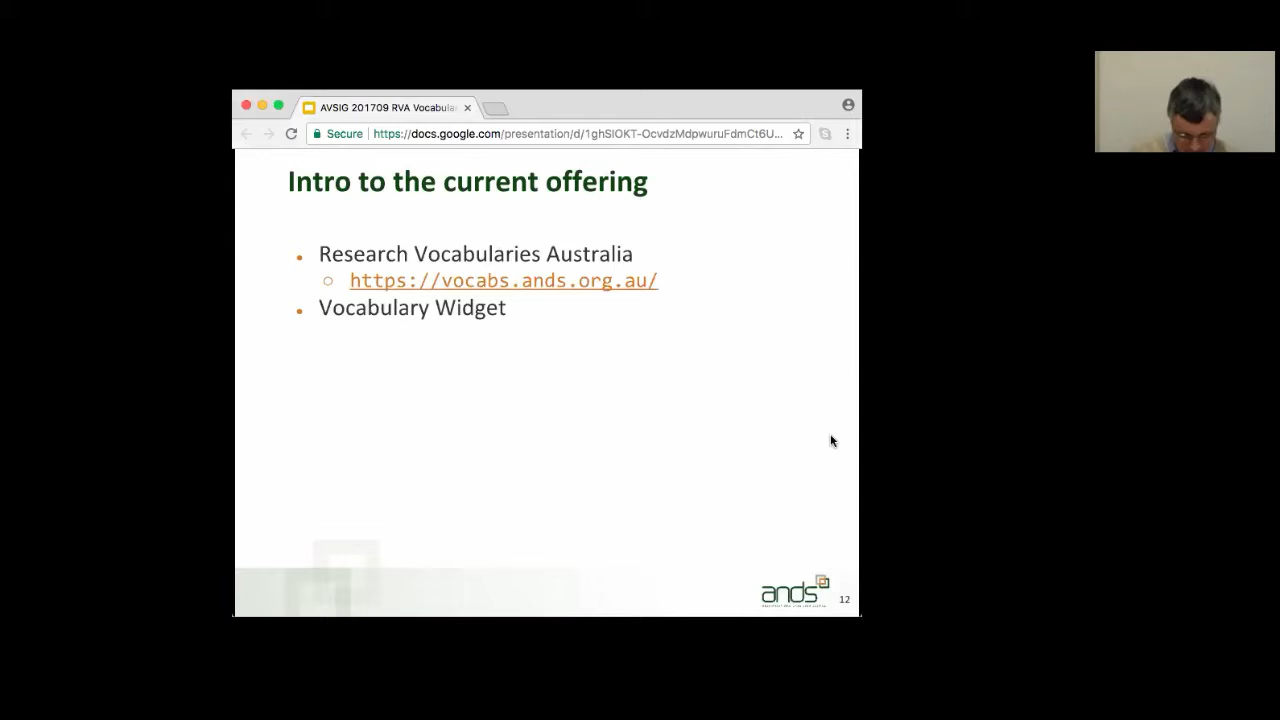 AVSIG 201709 RVA Vocabula
Secure
https://docs.google.com/presentation/d/1ghSIOKT-OcvdzMdpwuruFdmCt6U...
Intro to the current offering
Research Vocabularies Australia
https://vocabs.ands.org.au/
Vocabulary Widget
ands
12